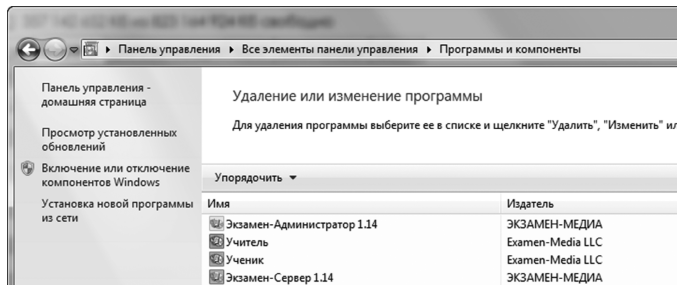 Панель управления ▸ Все элементы панели управления ▸ Программы и компоненты
Панель управления -
домашняя страница
Просмотр установленных
обновлений
Включение или отключение
компонентов Windows
Установка новой программы
из сети
Удаление или изменение программы
Для удаления программы выберите ее в списке и щелкните "Удалить", "Изменить" ил
Упорядочить
Имя Издатель
Экзамен-Администратор 1.14 ЭКЗАМЕН-МЕДИА
Учитель Examen-Media LLC
Ученик Examen-Media LLC
Экзамен-Сервер 1.14 ЭКЗАМЕН-МЕДИА